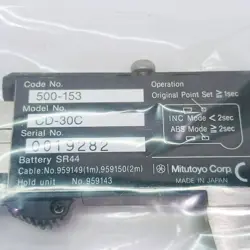 Code No.
500-153
Model No.
CD-30C
Serial No.
0019282
Battery SR44
Cable.No.959149(1m),959150(2m)
Hold unit No.959143
Operation
Original Point Set ≧1sec
INC Mode <2sec
ABS Mode >2sec
Mitutoyo Corp.
MADE IN JAPAN
CE